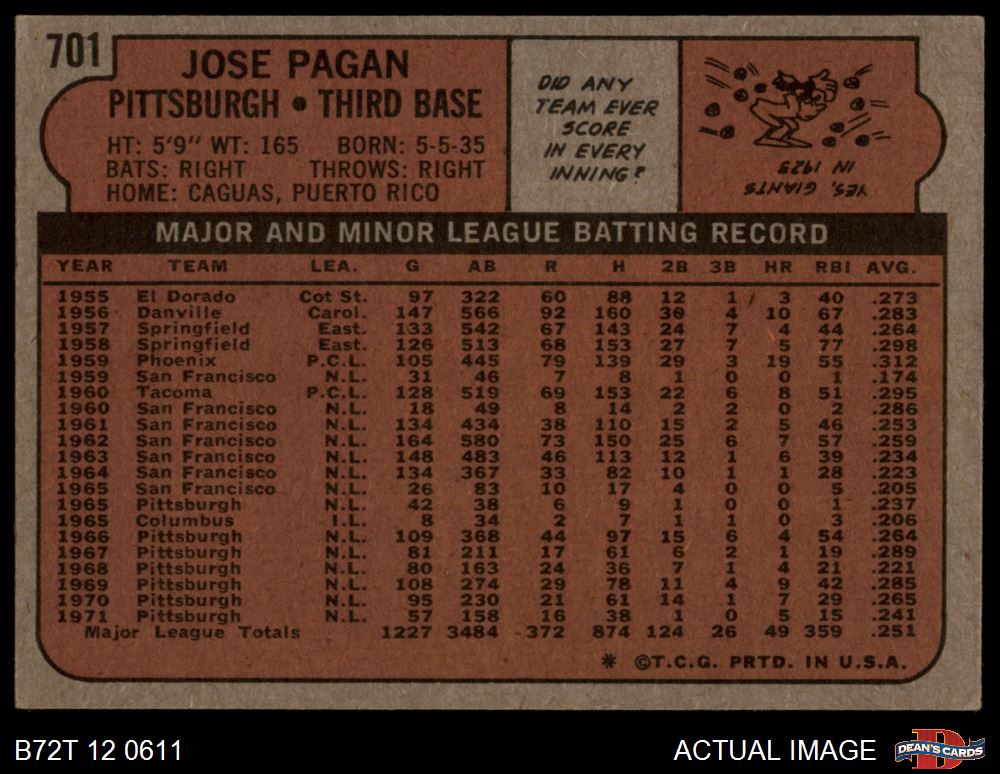 701
JOSE PAGAN
PITTSBURGH • THIRD BASE
HT: 5'9" WT: 165 BORN: 5-5-35
BATS: RIGHT THROWS: RIGHT
HOME: CAGUAS, PUERTO RICO
DID ANY
TEAM EVER
SCORE
IN EVERY
INNING?
YES, GIANTS
IN 1923
MAJOR AND MINOR LEAGUE BATTING RECORD
YEAR TEAM LEA. G AB R H 2B 3B HR RBI AVG.
1955 El Dorado Cot St. 97 322 60 88 12 1 3 40 .273
1956 Danville Carol. 147 566 92 160 30 4 10 67 .283
1957 Springfield East. 133 542 67 143 24 7 4 44 .264
1958 Springfield East. 126 513 68 153 27 7 5 77 .298
1959 Phoenix P.C.L. 105 445 79 139 29 3 19 55 .312
1959 San Francisco N.L. 31 46 7 8 1 0 0 1 .174
1960 Tacoma P.C.L. 128 519 69 153 22 6 8 51 .295
1960 San Francisco N.L. 18 49 8 14 2 2 0 2 .286
1961 San Francisco N.L. 134 434 38 110 15 2 5 46 .253
1962 San Francisco N.L. 164 580 73 150 25 6 7 57 .259
1963 San Francisco N.L. 148 483 46 113 12 1 6 39 .234
1964 San Francisco N.L. 134 367 33 82 10 1 1 28 .223
1965 San Francisco N.L. 26 83 10 17 4 0 0 5 .205
1965 Pittsburgh N.L. 42 38 6 9 1 0 0 1 .237
1965 Columbus I.L. 8 34 2 7 1 1 0 3 .206
1966 Pittsburgh N.L. 109 368 44 97 15 6 4 54 .264
1967 Pittsburgh N.L. 81 211 17 61 6 2 1 19 .289
1968 Pittsburgh N.L. 80 163 24 36 7 1 4 21 .221
1969 Pittsburgh N.L. 108 274 29 78 11 4 9 42 .285
1970 Pittsburgh N.L. 95 230 21 61 14 1 7 29 .265
1971 Pittsburgh N.L. 57 158 16 38 1 0 5 15 .241
Major League Totals 1227 3484 372 874 124 26 49 359 .251
* ©T.C.G. PRTD. IN U.S.A.
B72T 12 0611
ACTUAL IMAGE
D
DEAN'S CARDS